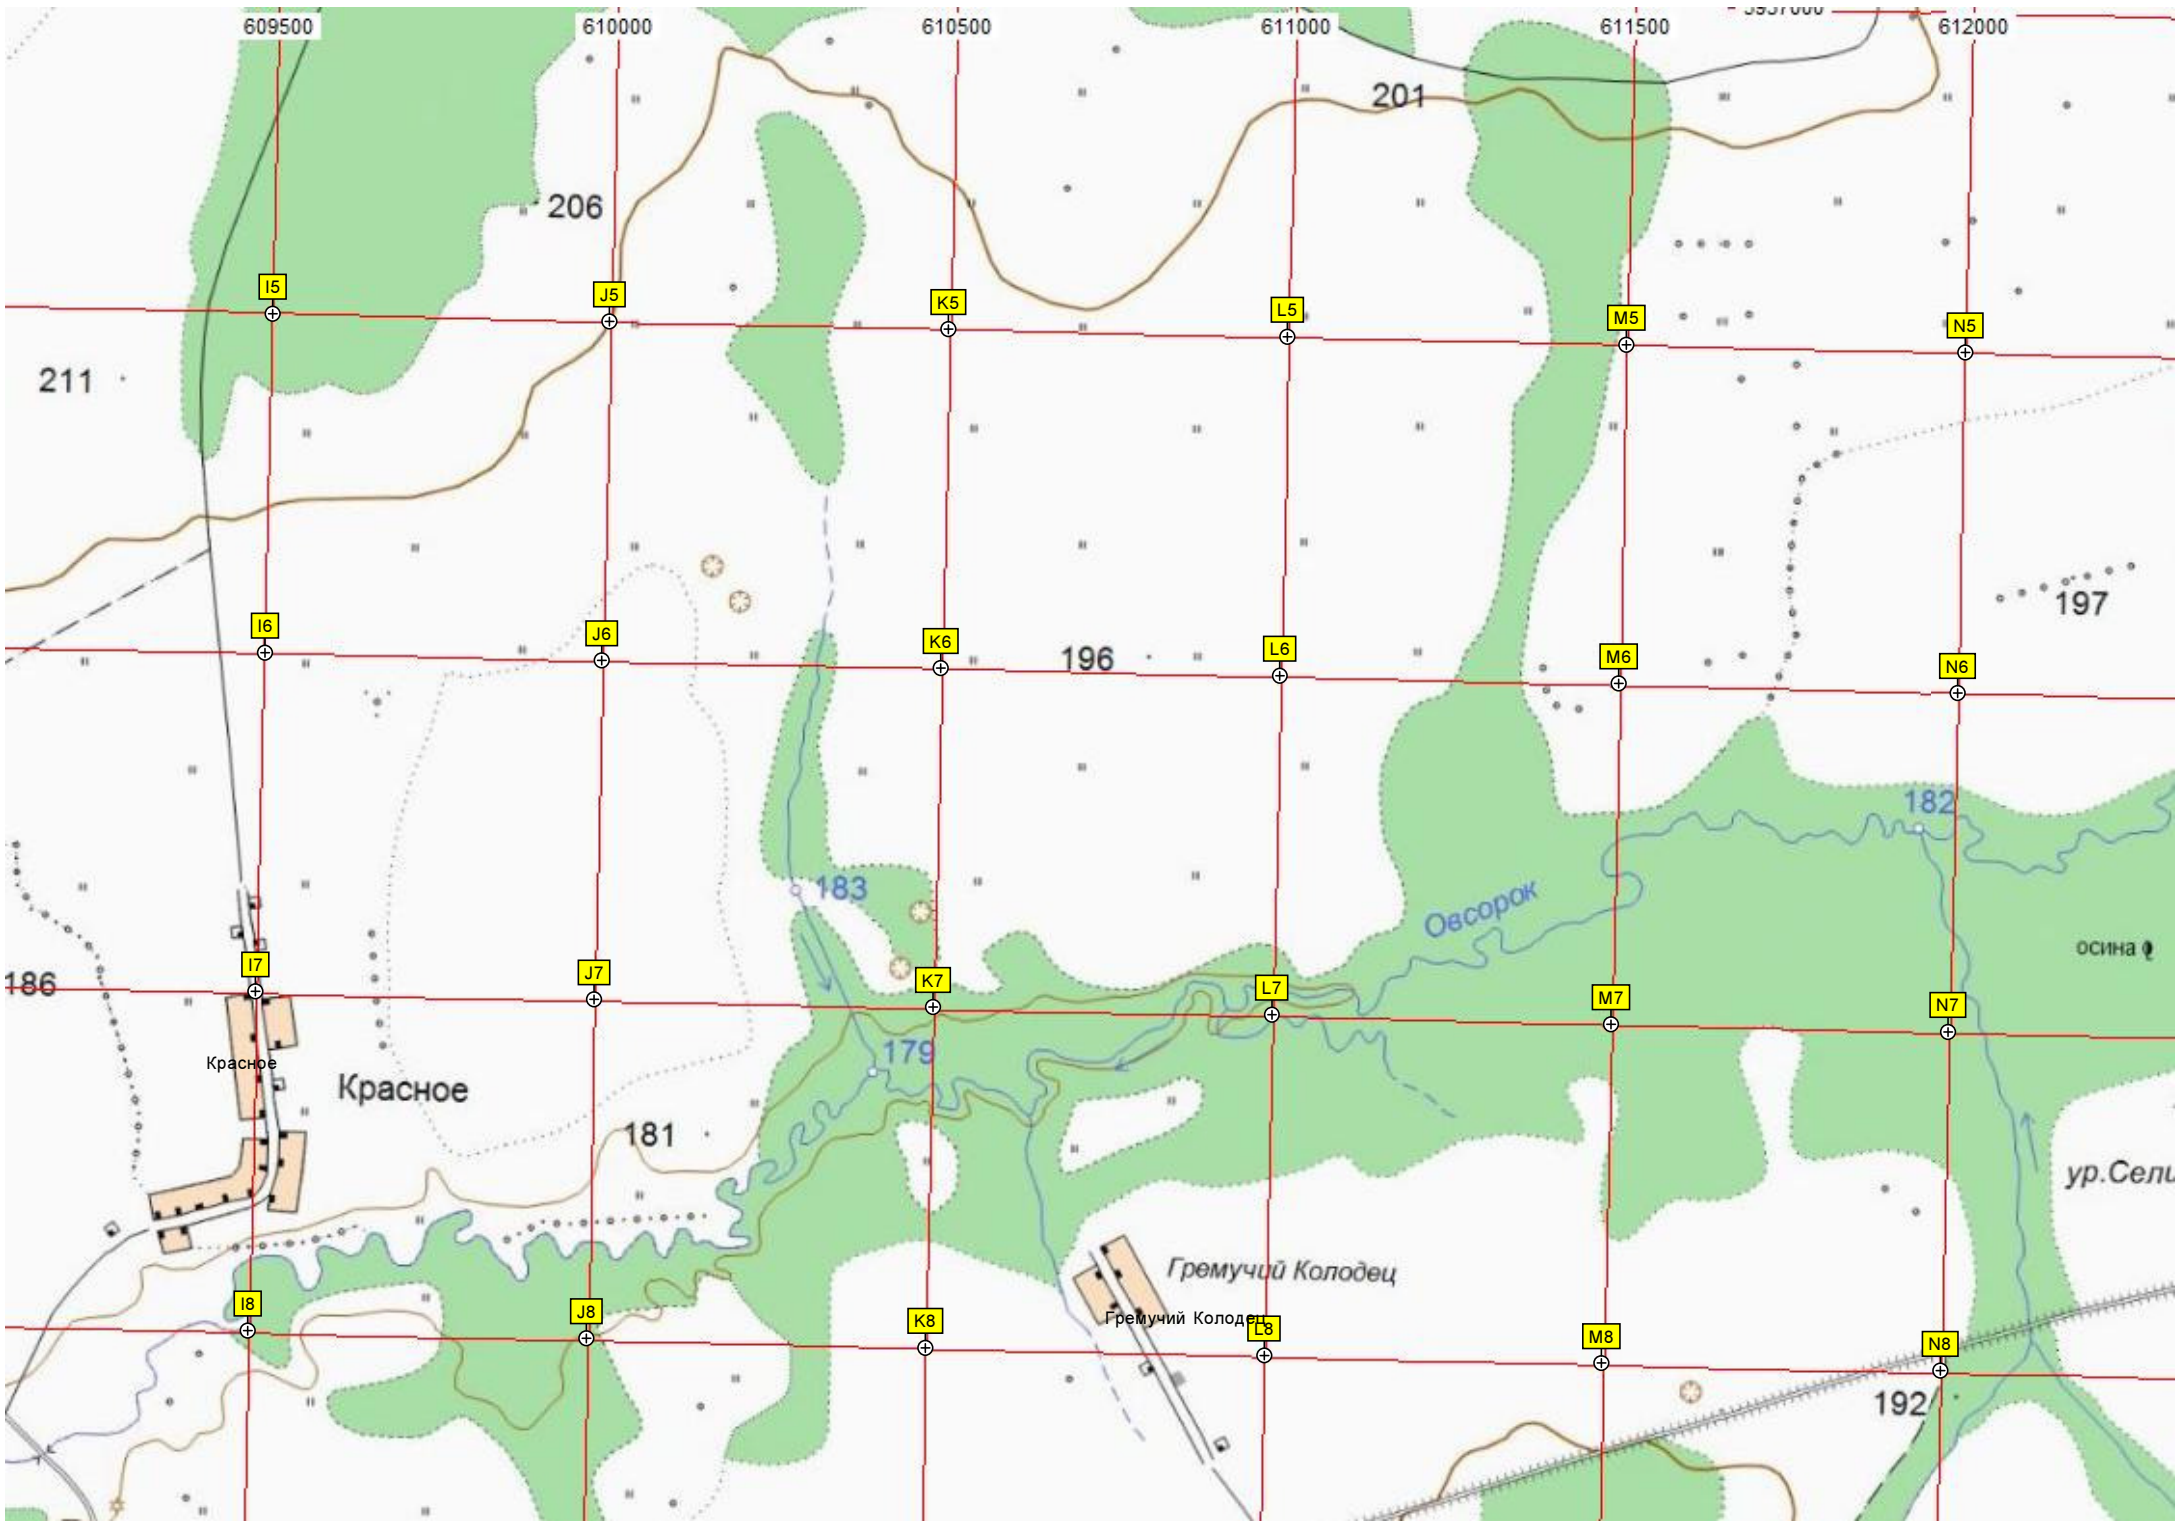 609500 610000 610500 611000 611500 5957000 612000
201
206
I5 J5 K5 L5 M5 N5
211
197
I6 J6 K6 L6 M6 N6
196
182
183
Овсорок
осина
I7 J7 K7 L7 M7 N7
186
179
Красное
Красное
181
ур.Сели
Гремучий Колодец
Гремучий Колодец
I8 J8 K8 L8 M8 N8
192